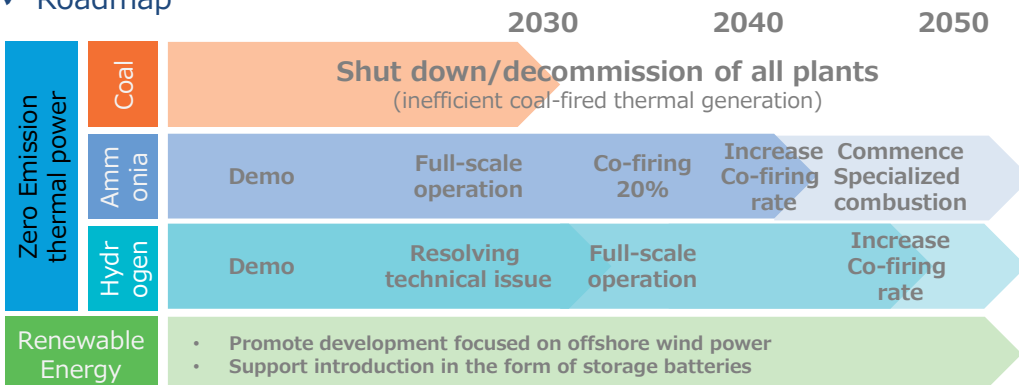 ✓ Roadmap
2030 2040 2050
Zero Emission
thermal power
Coal
Shut down/decommission of all plants
(inefficient coal-fired thermal generation)
Amm
onia
Demo
Full-scale
operation
Co-firing
20%
Increase
Co-firing
rate
Commence
Specialized
combustion
Hydr
ogen
Demo
Resolving
technical issue
Full-scale
operation
Increase
Co-firing
rate
Renewable
Energy
• Promote development focused on offshore wind power
• Support introduction in the form of storage batteries